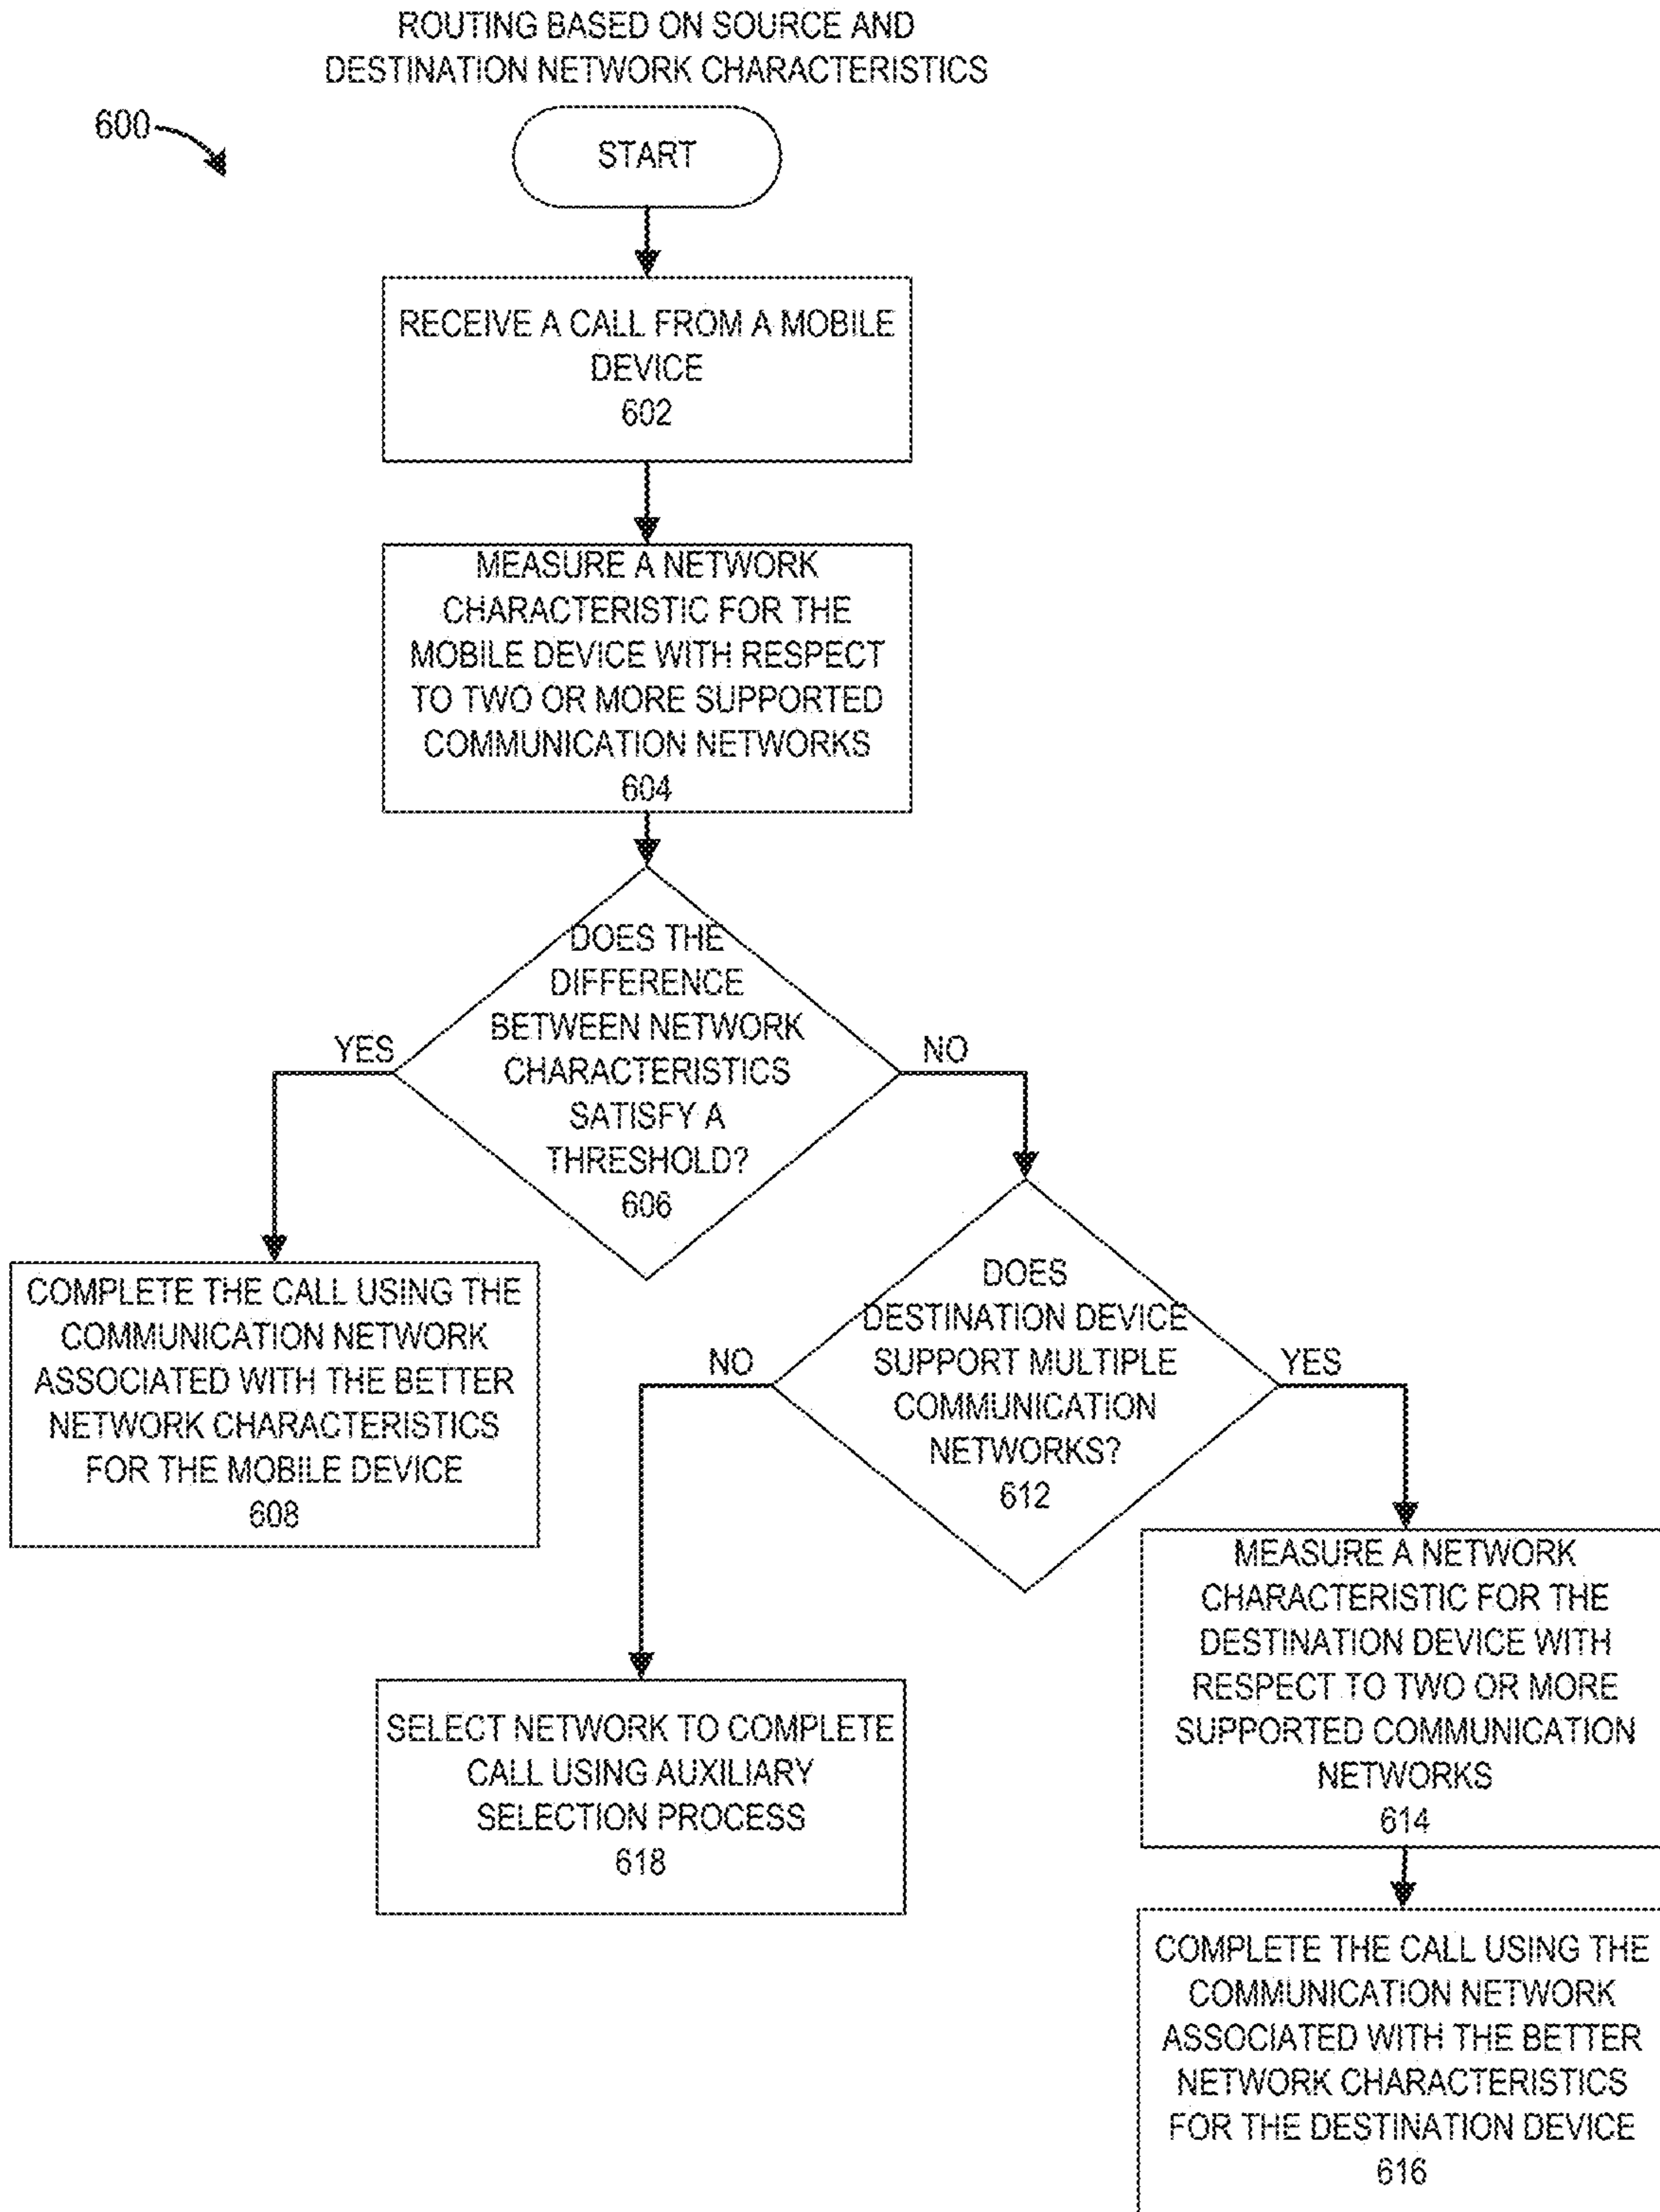 ROUTING BASED ON SOURCE AND
DESTINATION NETWORK CHARACTERISTICS
600
START
RECEIVE A CALL FROM A MOBILE
DEVICE
602
MEASURE A NETWORK
CHARACTERISTIC FOR THE
MOBILE DEVICE WITH RESPECT
TO TWO OR MORE SUPPORTED
COMMUNICATION NETWORKS
604
DOES THE
DIFFERENCE
BETWEEN NETWORK
CHARACTERISTICS
SATISFY A
THRESHOLD?
606
YES
NO
COMPLETE THE CALL USING THE
COMMUNICATION NETWORK
ASSOCIATED WITH THE BETTER
NETWORK CHARACTERISTICS
FOR THE MOBILE DEVICE
608
DOES
DESTINATION DEVICE
SUPPORT MULTIPLE
COMMUNICATION
NETWORKS?
612
NO
YES
SELECT NETWORK TO COMPLETE
CALL USING AUXILIARY
SELECTION PROCESS
618
MEASURE A NETWORK
CHARACTERISTIC FOR THE
DESTINATION DEVICE WITH
RESPECT TO TWO OR MORE
SUPPORTED COMMUNICATION
NETWORKS
614
COMPLETE THE CALL USING THE
COMMUNICATION NETWORK
ASSOCIATED WITH THE BETTER
NETWORK CHARACTERISTICS
FOR THE DESTINATION DEVICE
616